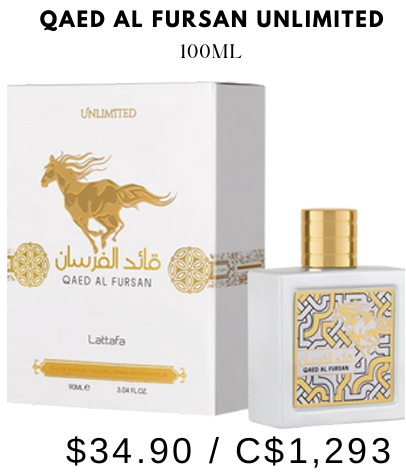 QAED AL FURSAN UNLIMITED
100ML
UNLIMITED
قائد الفرسان
QAED AL FURSAN
Lattafa
90ML℮ 3.04 FL.OZ.
قائد الفرسان
QAED AL FURSAN
$34.90 / C$1,293